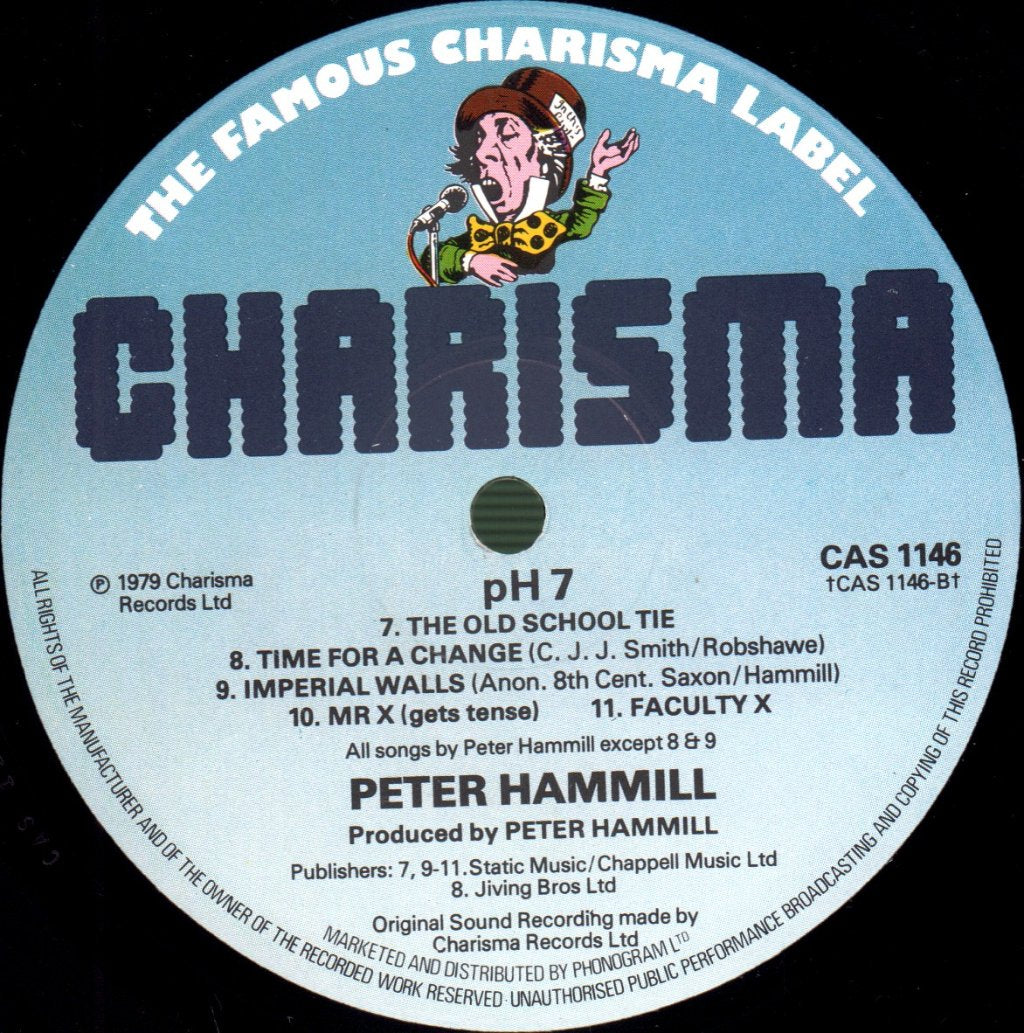 THE FAMOUS CHARISMA LABEL
In this
CHARISMA
℗ 1979 Charisma
Records Ltd
CAS 1146
†CAS 1146-B†
pH 7
7. THE OLD SCHOOL TIE
8. TIME FOR A CHANGE (C. J. J. Smith/Robshawe)
9. IMPERIAL WALLS (Anon. 8th Cent. Saxon/Hammill)
10. MR X (gets tense) 11. FACULTY X
All songs by Peter Hammill except 8 & 9
PETER HAMMILL
Produced by PETER HAMMILL
Publishers: 7, 9-11. Static Music/Chappell Music Ltd
8. Jiving Bros Ltd
Original Sound Recordihg made by
Charisma Records Ltd
MARKETED AND DISTRIBUTED BY PHONOGRAM LTD
ALL RIGHTS OF THE MANUFACTURER AND OF THE OWNER OF THE RECORDED WORK RESERVED · UNAUTHORISED PUBLIC PERFORMANCE BROADCASTING AND COPYING OF THIS RECORD PROHIBITED